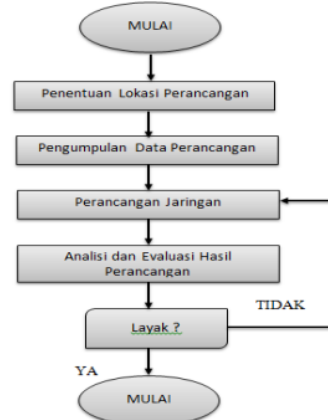 MULAI
Penentuan Lokasi Perancangan
Pengumpulan Data Perancangan
Perancangan Jaringan
Analisi dan Evaluasi Hasil
Perancangan
TIDAK
Layak ?
YA
MULAI